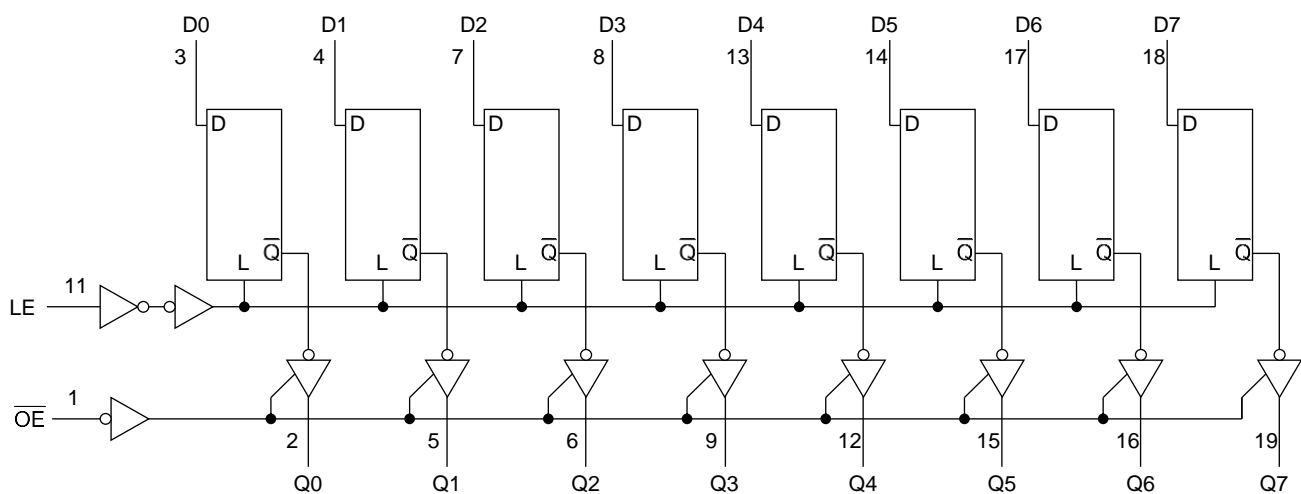 D0 D1 D2 D3 D4 D5 D6 D7
3 4 7 8 13 14 17 18
D D D D D D D D
Q̅ Q̅ Q̅ Q̅ Q̅ Q̅ Q̅ Q̅
L L L L L L L L
11
LE
1
O̅E̅
2 5 6 9 12 15 16 19
Q0 Q1 Q2 Q3 Q4 Q5 Q6 Q7